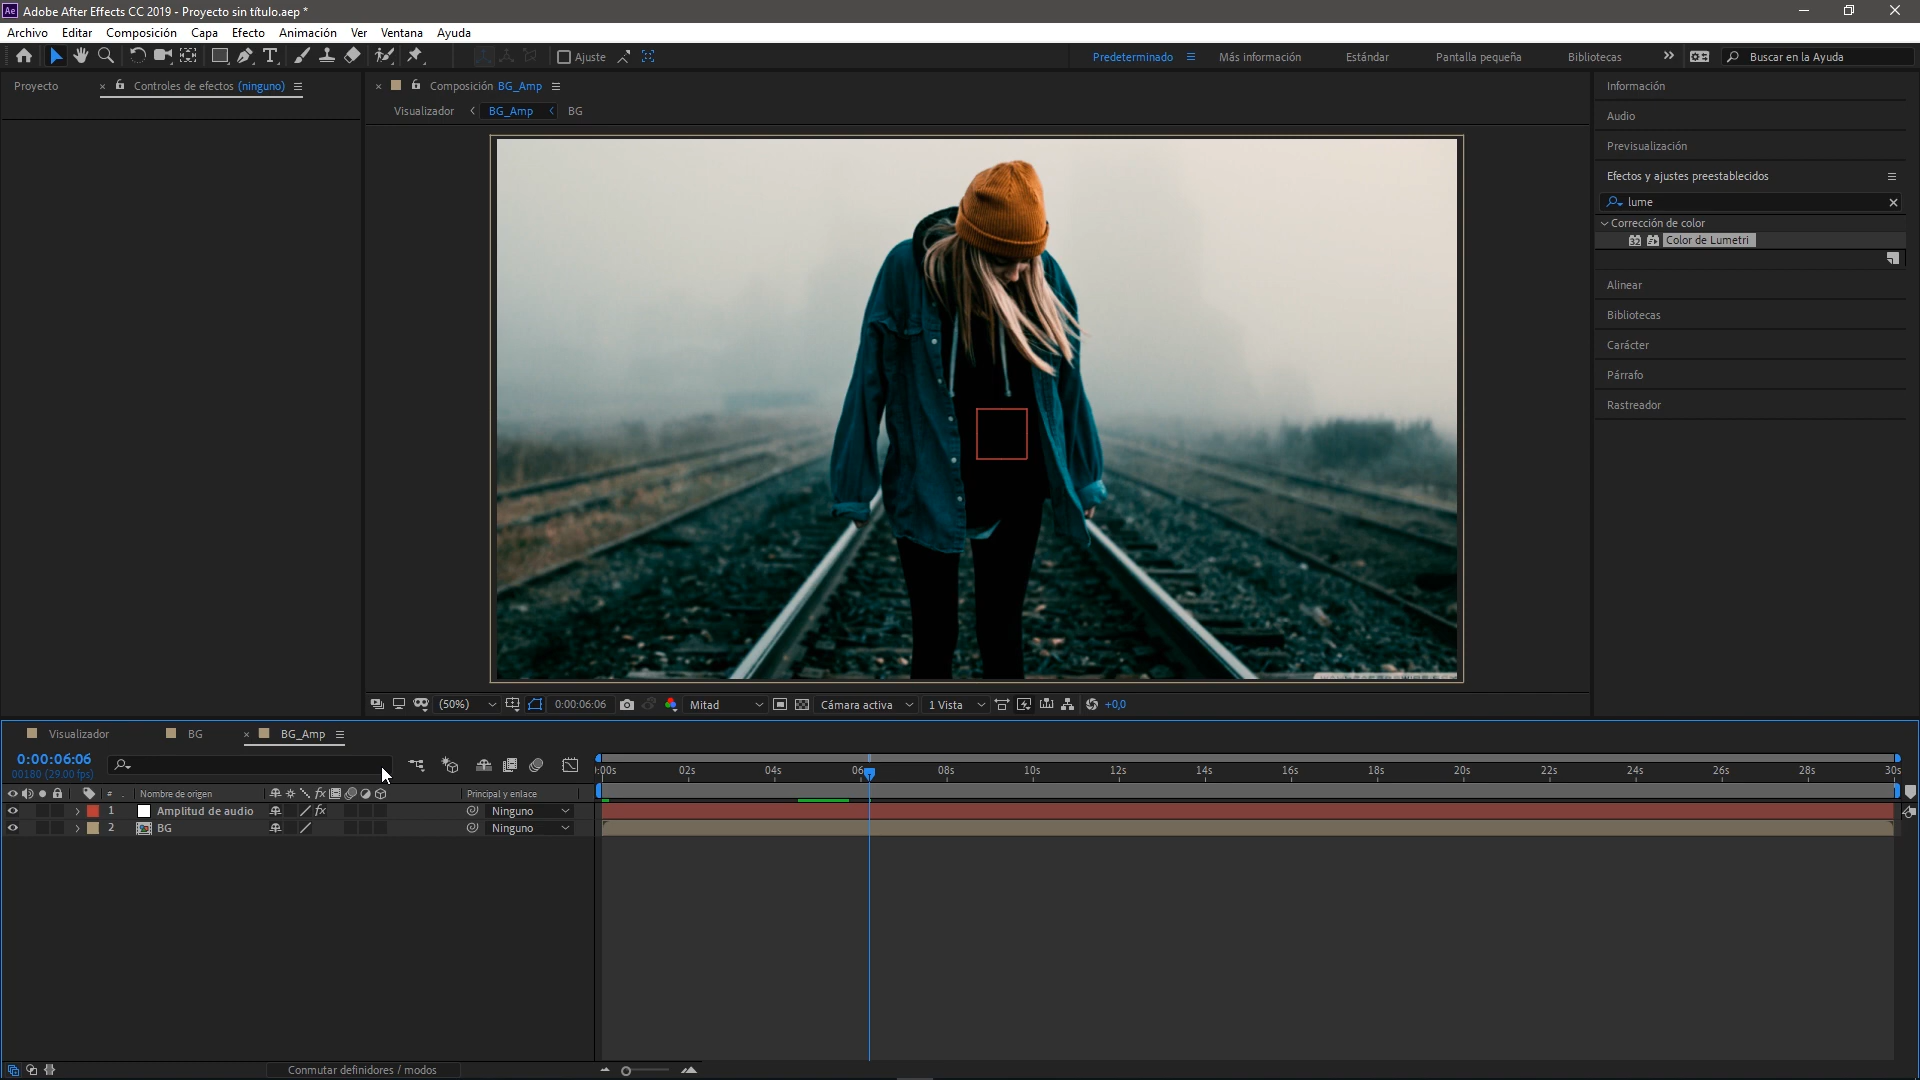 Ae Adobe After Effects CC 2019 - Proyecto sin título.aep *
Archivo Editar Composición Capa Efecto Animación Ver Ventana Ayuda
Ajuste Predeterminado Más información Estándar Pantalla pequeña Bibliotecas Buscar en la Ayuda
Proyecto Controles de efectos (ninguno)
Composición BG_Amp
Visualizador BG_Amp BG
Información
Audio
Previsualización
Efectos y ajustes preestablecidos
lume
Corrección de color
32 Color de Lumetri
Alinear
Bibliotecas
Carácter
Párrafo
Rastreador
(50%) 0:00:06:06 Mitad Cámara activa 1 Vista +0,0
Visualizador BG BG_Amp
0:00:06:06
00180 (29.00 fps)
):00s 02s 04s 06 08s 10s 12s 14s 16s 18s 20s 22s 24s 26s 28s 30s
# . Nombre de origen fx Principal y enlace
1 Amplitud de audio fx Ninguno
2 BG Ninguno
Conmutar definidores / modos